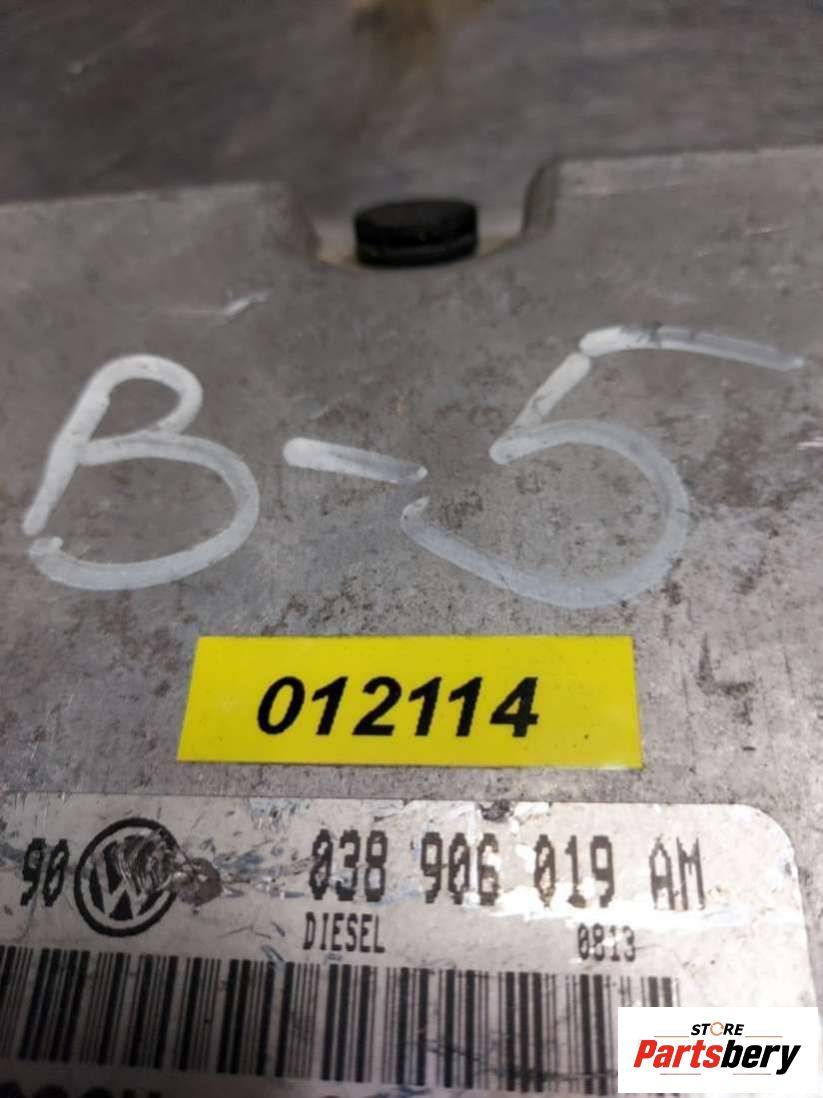 B-5
012114
90 038 906 019 AM
DIESEL 0813
STORE
Partsbery